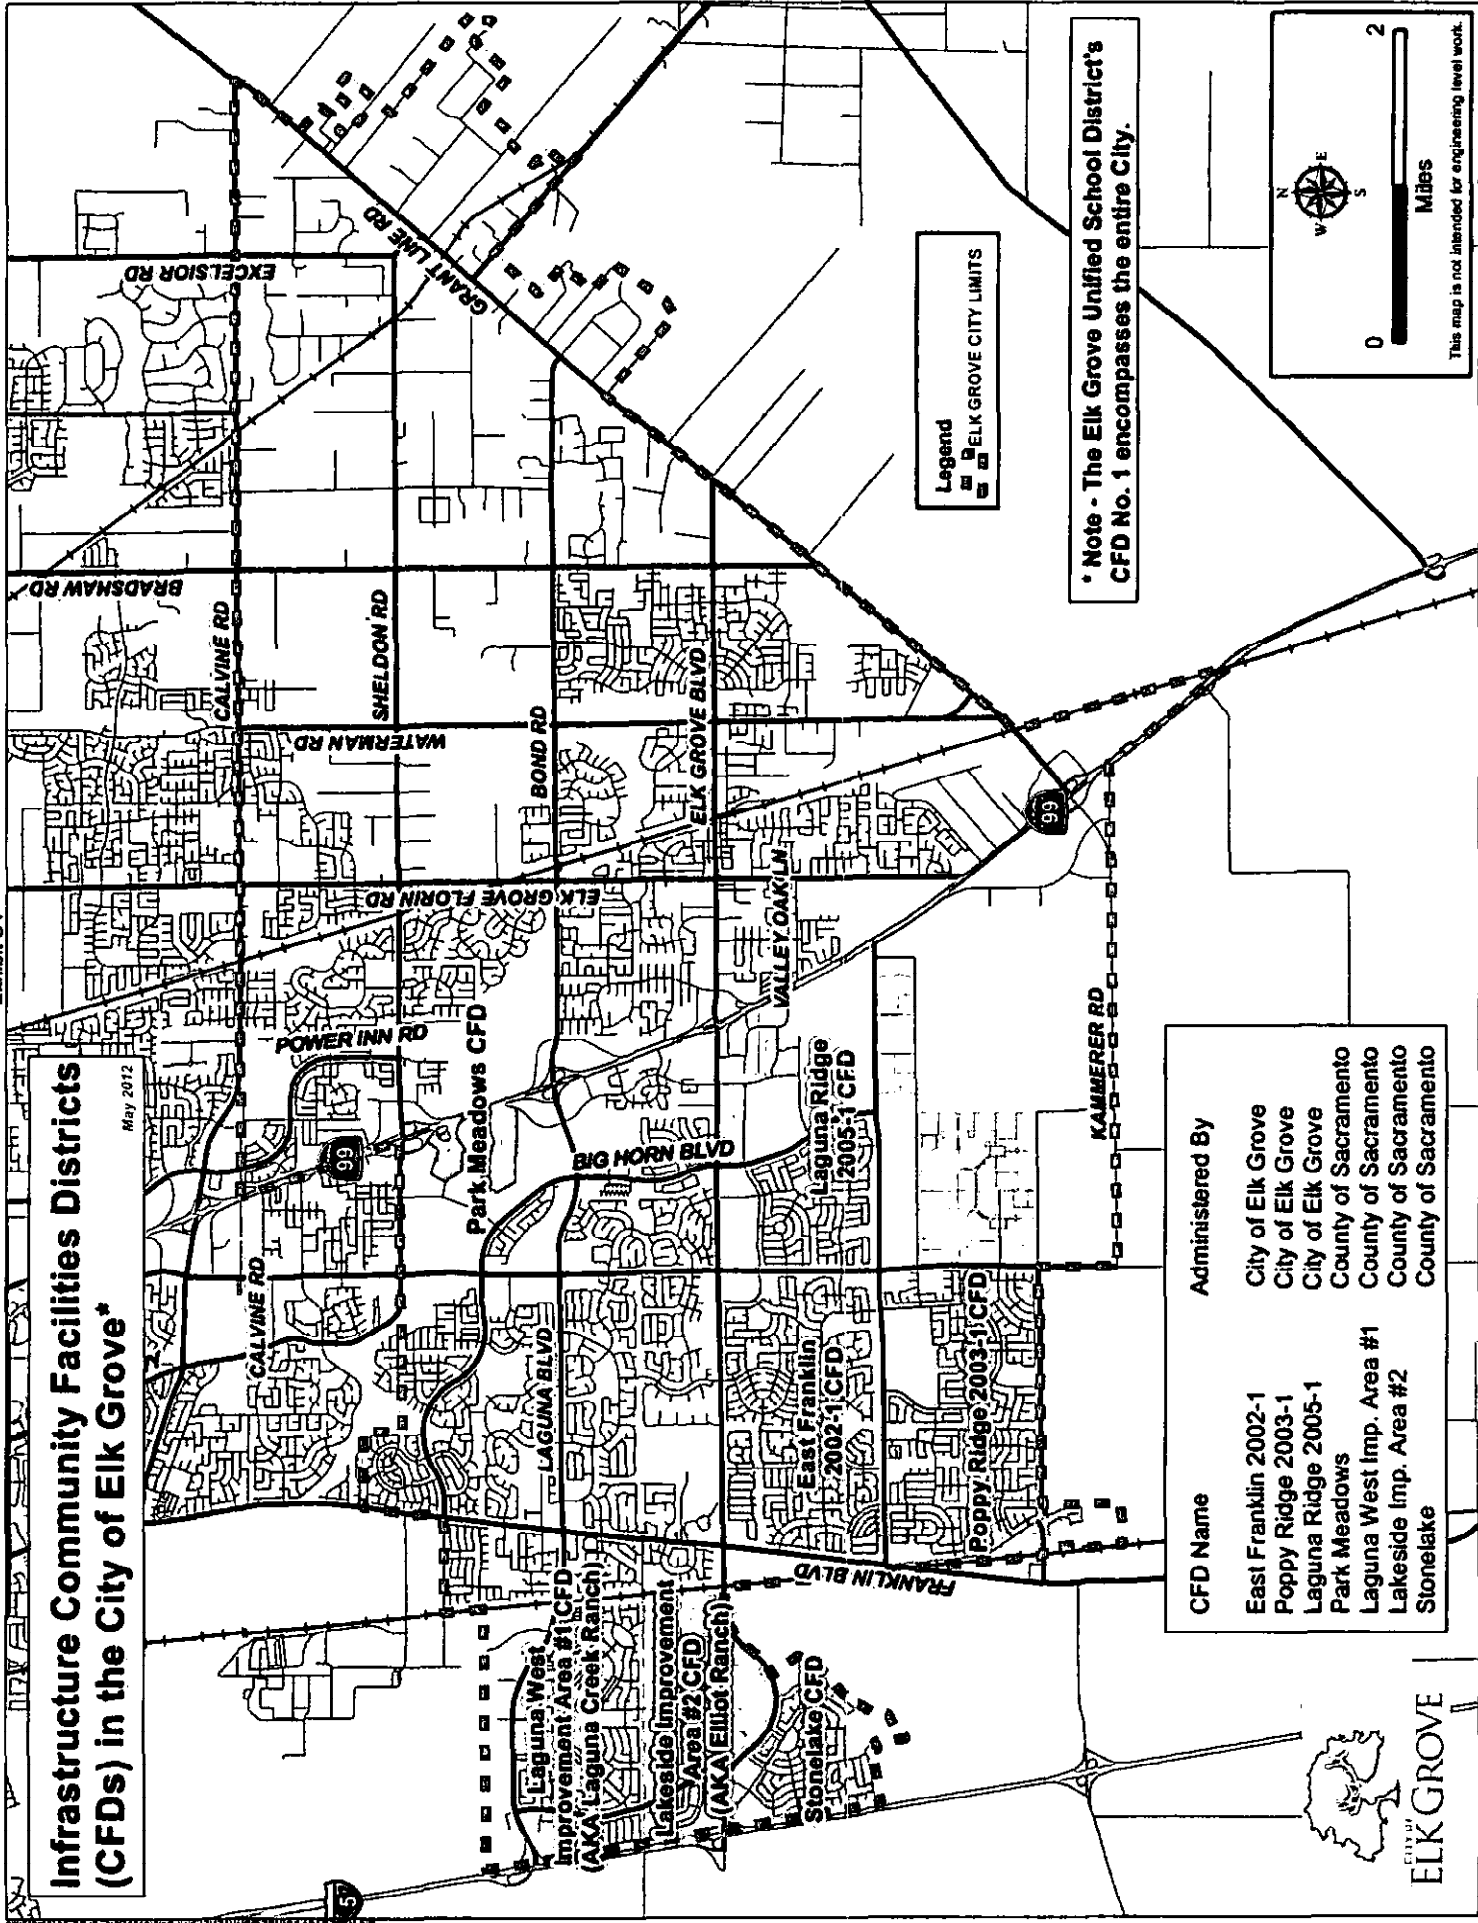 Infrastructure Community Facilities Districts
(CFDs) in the City of Elk Grove*
May 2012
EXCELSIOR RD
GRANT LINE RD
BRADSHAW RD
CALVINE RD
SHELDON RD
WATERMAN RD
BOND RD
ELK GROVE BLVD
ELK GROVE FLORIN RD
POWER INN RD
VALLEY OAK LN
99
99
Park Meadows CFD
BIG HORN BLVD
Laguna Ridge
2005-1 CFD
KAMMERER RD
CALVINE RD
LAGUNA BLVD
East Franklin
2002-1 CFD
Poppy Ridge 2003-1 CFD
FRANKLIN BLVD
Laguna West
Improvement Area #1 CFD
(AKA Laguna Creek Ranch)
Lakeside Improvement
Area #2 CFD
(AKA Elliot Ranch)
Stonelake CFD
5
Legend
ELK GROVE CITY LIMITS
* Note - The Elk Grove Unified School District's
CFD No. 1 encompasses the entire City.
N
W E
S
0 2
Miles
This map is not intended for engineering level work.
CFD Name Administered By
East Franklin 2002-1 City of Elk Grove
Poppy Ridge 2003-1 City of Elk Grove
Laguna Ridge 2005-1 City of Elk Grove
Park Meadows County of Sacramento
Laguna West Imp. Area #1 County of Sacramento
Lakeside Imp. Area #2 County of Sacramento
Stonelake County of Sacramento
CITY OF
ELK GROVE